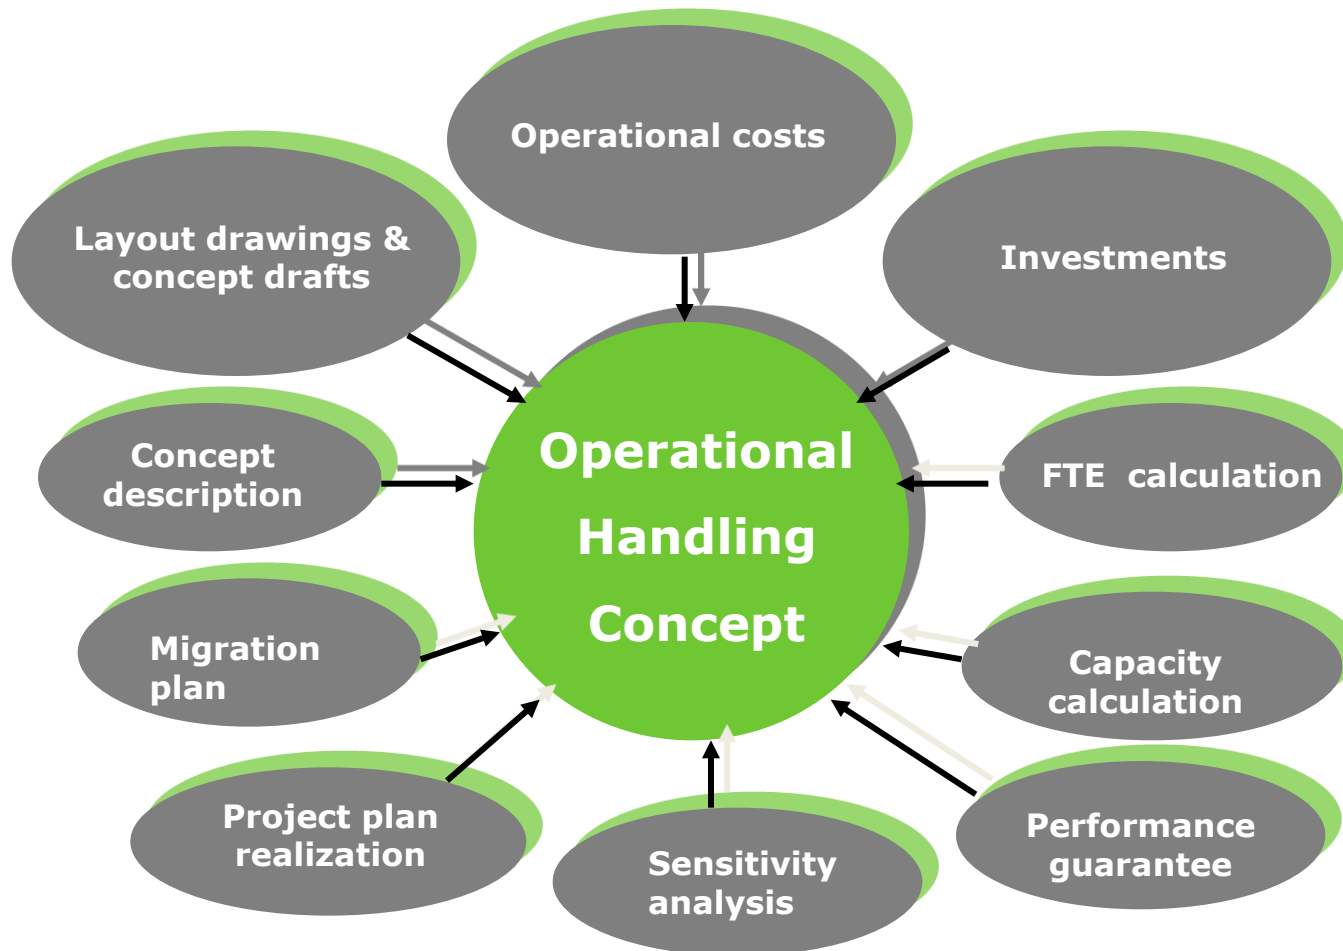 Operational costs
Layout drawings &
concept drafts
Investments
Concept
description
Operational
Handling
Concept
FTE  calculation
Migration
plan
Capacity
calculation
Project plan
realization
Sensitivity
analysis
Performance
guarantee